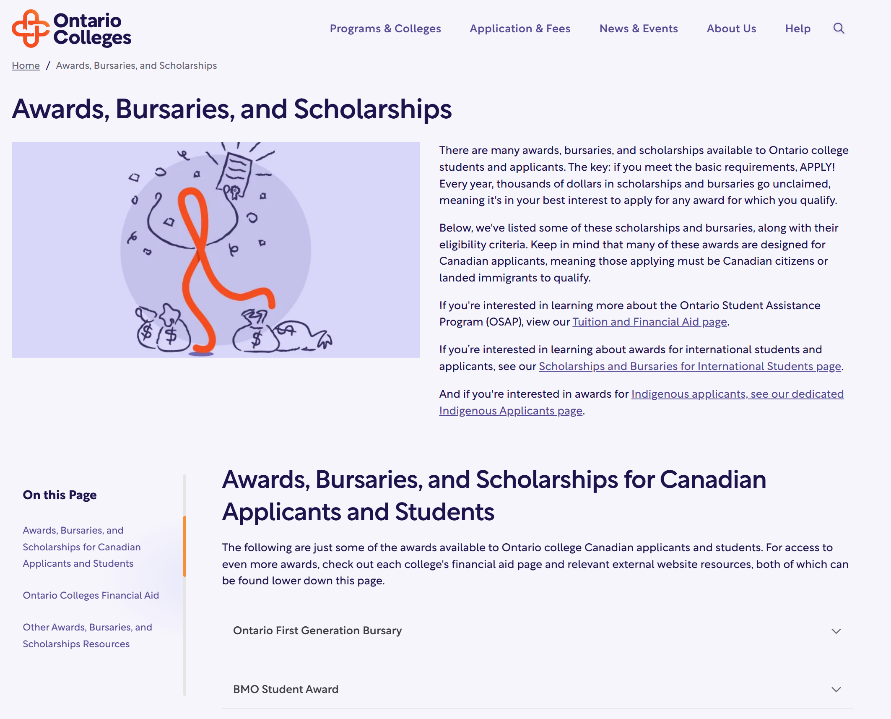 Ontario
Colleges
Programs & Colleges
Application & Fees
News & Events
About Us
Help
Home / Awards, Bursaries, and Scholarships
Awards, Bursaries, and Scholarships
There are many awards, bursaries, and scholarships available to Ontario college
students and applicants. The key: if you meet the basic requirements, APPLY!
Every year, thousands of dollars in scholarships and bursaries go unclaimed,
meaning it's in your best interest to apply for any award for which you qualify.
Below, we've listed some of these scholarships and bursaries, along with their
eligibility criteria. Keep in mind that many of these awards are designed for
Canadian applicants, meaning those applying must be Canadian citizens or
landed immigrants to qualify.
If you're interested in learning more about the Ontario Student Assistance
Program (OSAP), view our Tuition and Financial Aid page.
If you're interested in learning about awards for international students and
applicants, see our Scholarships and Bursaries for International Students page.
And if you're interested in awards for Indigenous applicants, see our dedicated
Indigenous Applicants page.
$
$
On this Page
Awards, Bursaries, and
Scholarships for Canadian
Applicants and Students
Ontario Colleges Financial Aid
Other Awards, Bursaries, and
Scholarships Resources
Awards, Bursaries, and Scholarships for Canadian
Applicants and Students
The following are just some of the awards available to Ontario college Canadian applicants and students. For access to
even more awards, check out each college's financial aid page and relevant external website resources, both of which can
be found lower down this page.
Ontario First Generation Bursary
BMO Student Award